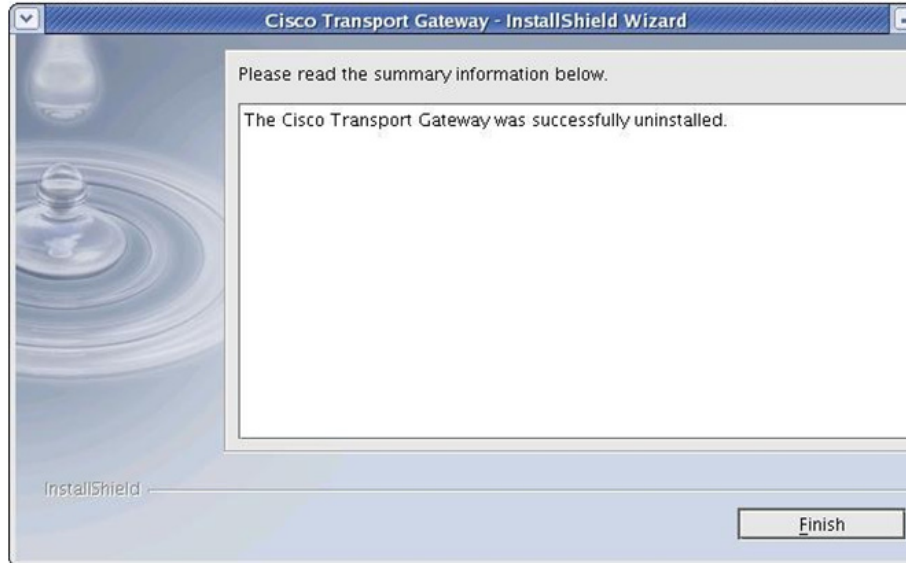 Cisco Transport Gateway - InstallShield Wizard
Please read the summary information below.
The Cisco Transport Gateway was successfully uninstalled.
InstallShield
Finish